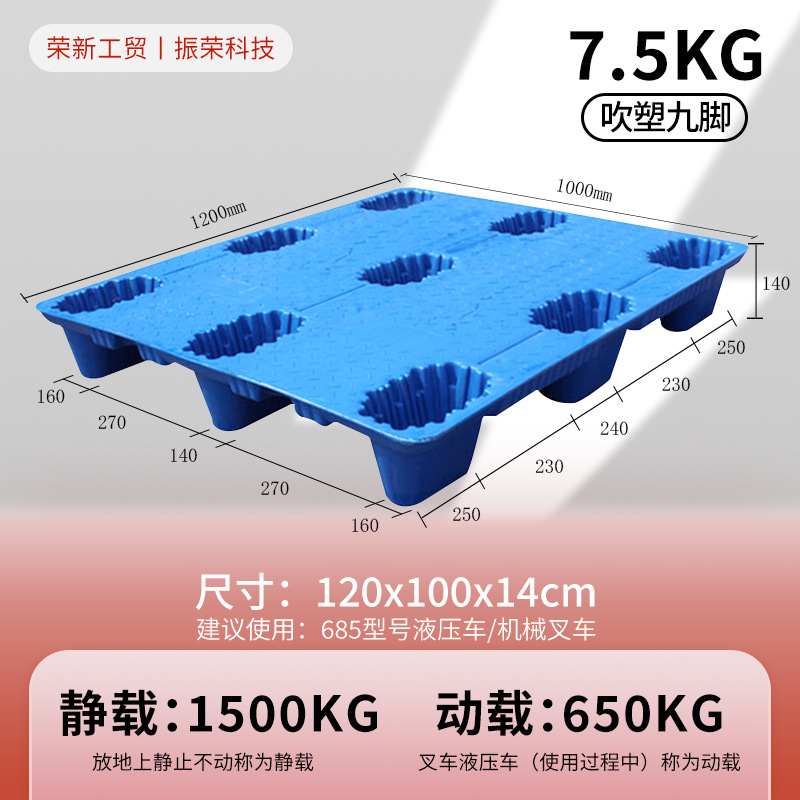 荣新工贸丨振荣科技
7.5KG
吹塑九脚
1200mm
1000mm
140
250
230
240
230
250
160
270
140
270
160
尺寸：120x100x14cm
建议使用：685型号液压车/机械叉车
静载：1500KG
放地上静止不动称为静载
动载：650KG
叉车液压车（使用过程中）称为动载